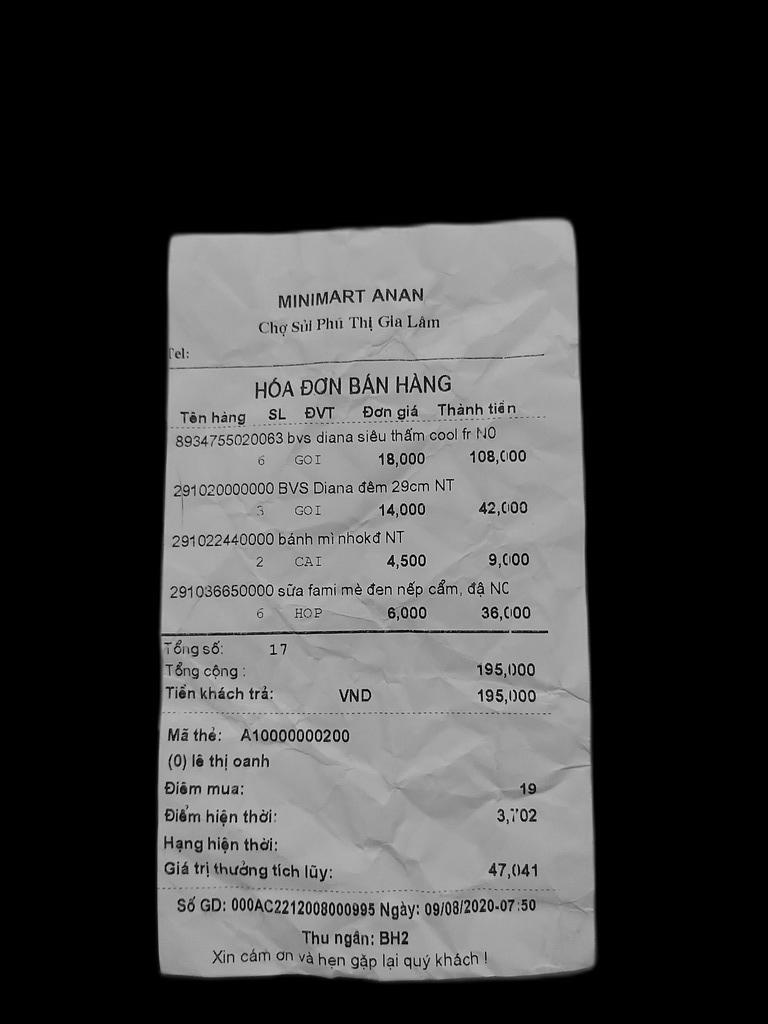 MINIMART ANAN
Chợ Sủi Phú Thị Gia Lâm
Tel:
HÓA ĐƠN BÁN HÀNG
Tên hàng SL ĐVT Đơn giá Thành tiền
8934755020063 bvs diana siêu thấm cool fr N0
6 GOI 18,000 108,000
291020000000 BVS Diana đêm 29cm NT
3 GOI 14,000 42,000
291022440000 bánh mì nhokđ NT
2 CAI 4,500 9,000
291036650000 sữa fami mè đen nếp cẩm, đậ NC
6 HOP 6,000 36,000
Tổng số: 17
Tổng cộng : 195,000
Tiền khách trả: VND 195,000
Mã thẻ: A10000000200
(0) lê thị oanh
Điểm mua: 19
Điểm hiện thời: 3,702
Hạng hiện thời:
Giá trị thưởng tích lũy: 47,041
Số GD: 000AC2212008000995 Ngày: 09/08/2020-07:50
Thu ngân: BH2
Xin cám ơn và hẹn gặp lại quý khách !